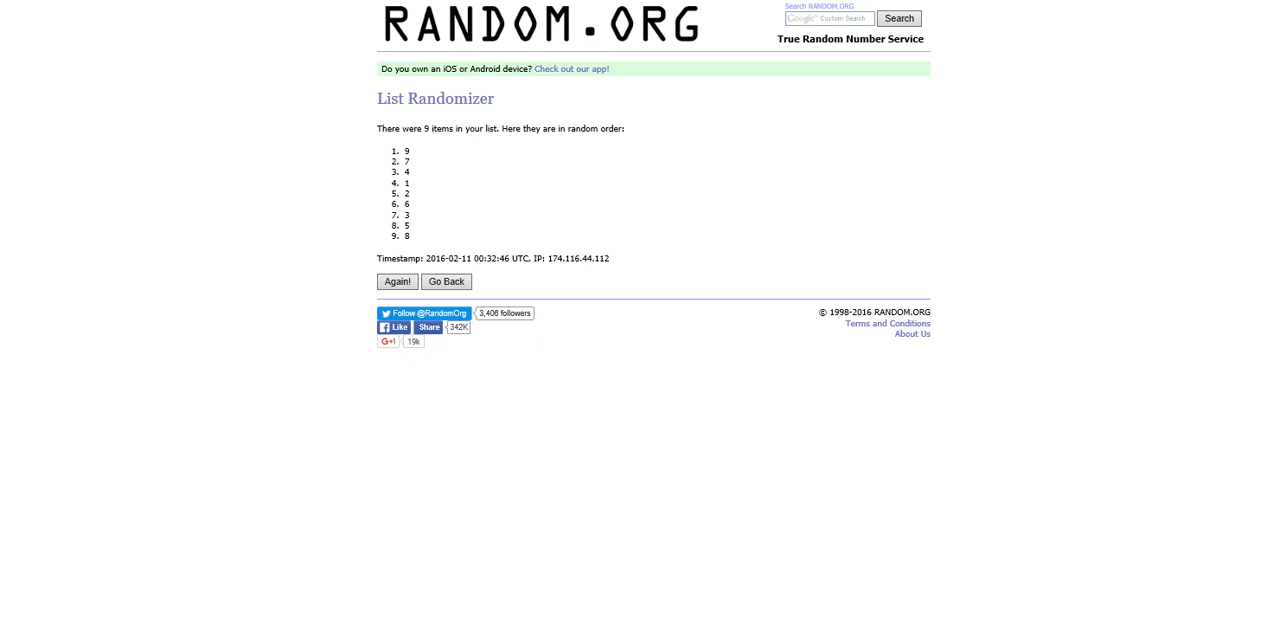 RANDOM.ORG
Search RANDOM.ORG
Google™ Custom Search
Search
True Random Number Service
Do you own an iOS or Android device? Check out our app!
List Randomizer
There were 9 items in your list. Here they are in random order:
1. 9
2. 7
3. 4
4. 1
5. 2
6. 6
7. 3
8. 5
9. 8
Timestamp: 2016-02-11 00:32:46 UTC, IP: 174.116.44.112
Again! Go Back
Follow @RandomOrg 3,406 followers
Like Share 342K
G+1 19k
© 1998-2016 RANDOM.ORG
Terms and Conditions
About Us